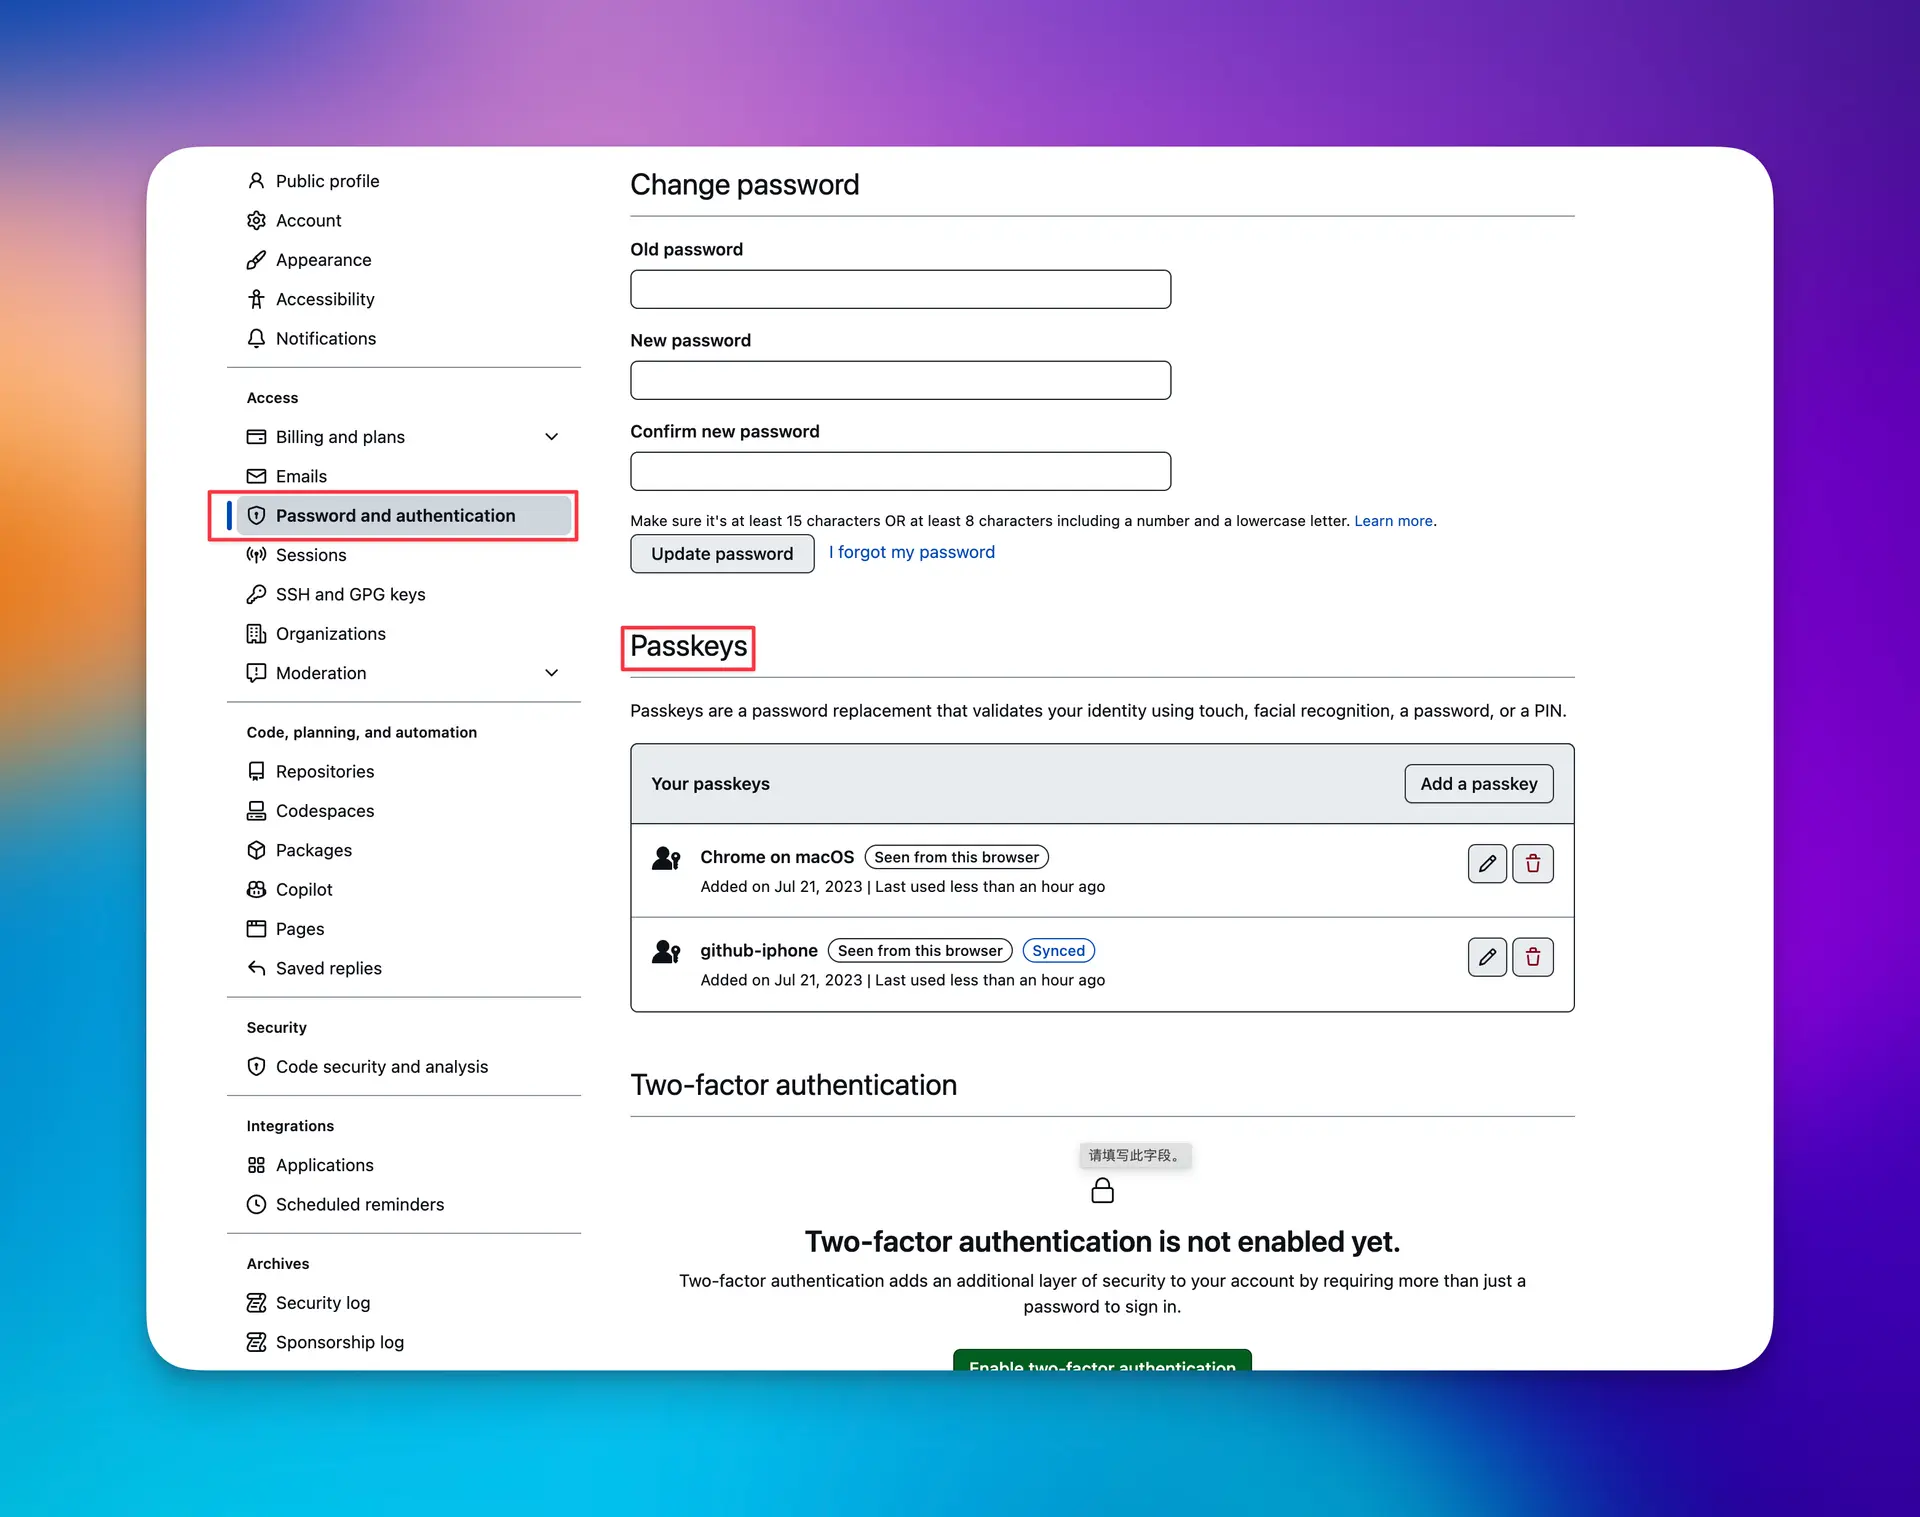 Public profile
Account
Appearance
Accessibility
Notifications
Access
Billing and plans
Emails
Password and authentication
Sessions
SSH and GPG keys
Organizations
Moderation
Code, planning, and automation
Repositories
Codespaces
Packages
Copilot
Pages
Saved replies
Security
Code security and analysis
Integrations
Applications
Scheduled reminders
Archives
Security log
Sponsorship log
Change password
Old password
New password
Confirm new password
Make sure it's at least 15 characters OR at least 8 characters including a number and a lowercase letter. Learn more.
Update password I forgot my password
Passkeys
Passkeys are a password replacement that validates your identity using touch, facial recognition, a password, or a PIN.
Your passkeys Add a passkey
Chrome on macOS Seen from this browser
Added on Jul 21, 2023 | Last used less than an hour ago
github-iphone Seen from this browser Synced
Added on Jul 21, 2023 | Last used less than an hour ago
Two-factor authentication
请填写此字段。
Two-factor authentication is not enabled yet.
Two-factor authentication adds an additional layer of security to your account by requiring more than just a
password to sign in.
Enable two-factor authentication